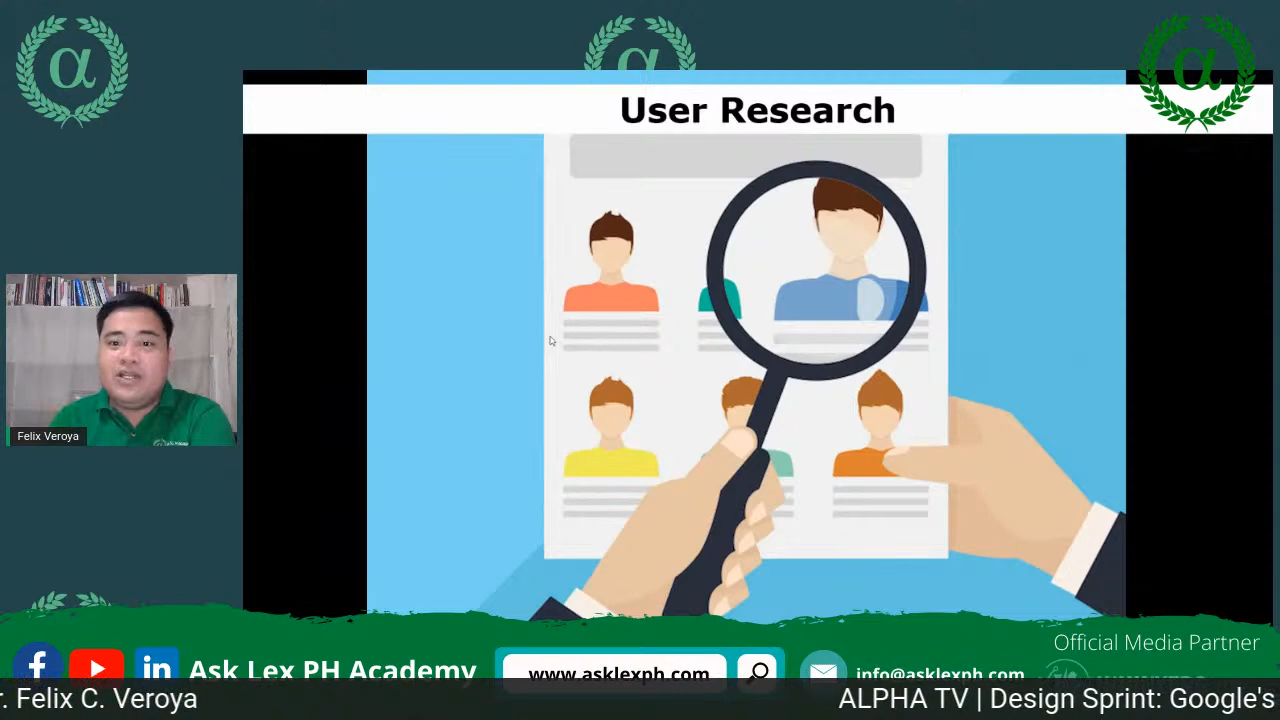 User Research
α
α
α
Felix Veroya
Official Media Partner
f
in
Ask Lex PH Academy
www.asklexph.com
info@asklexph.com
r. Felix C. Veroya
ALPHA TV | Design Sprint: Google's